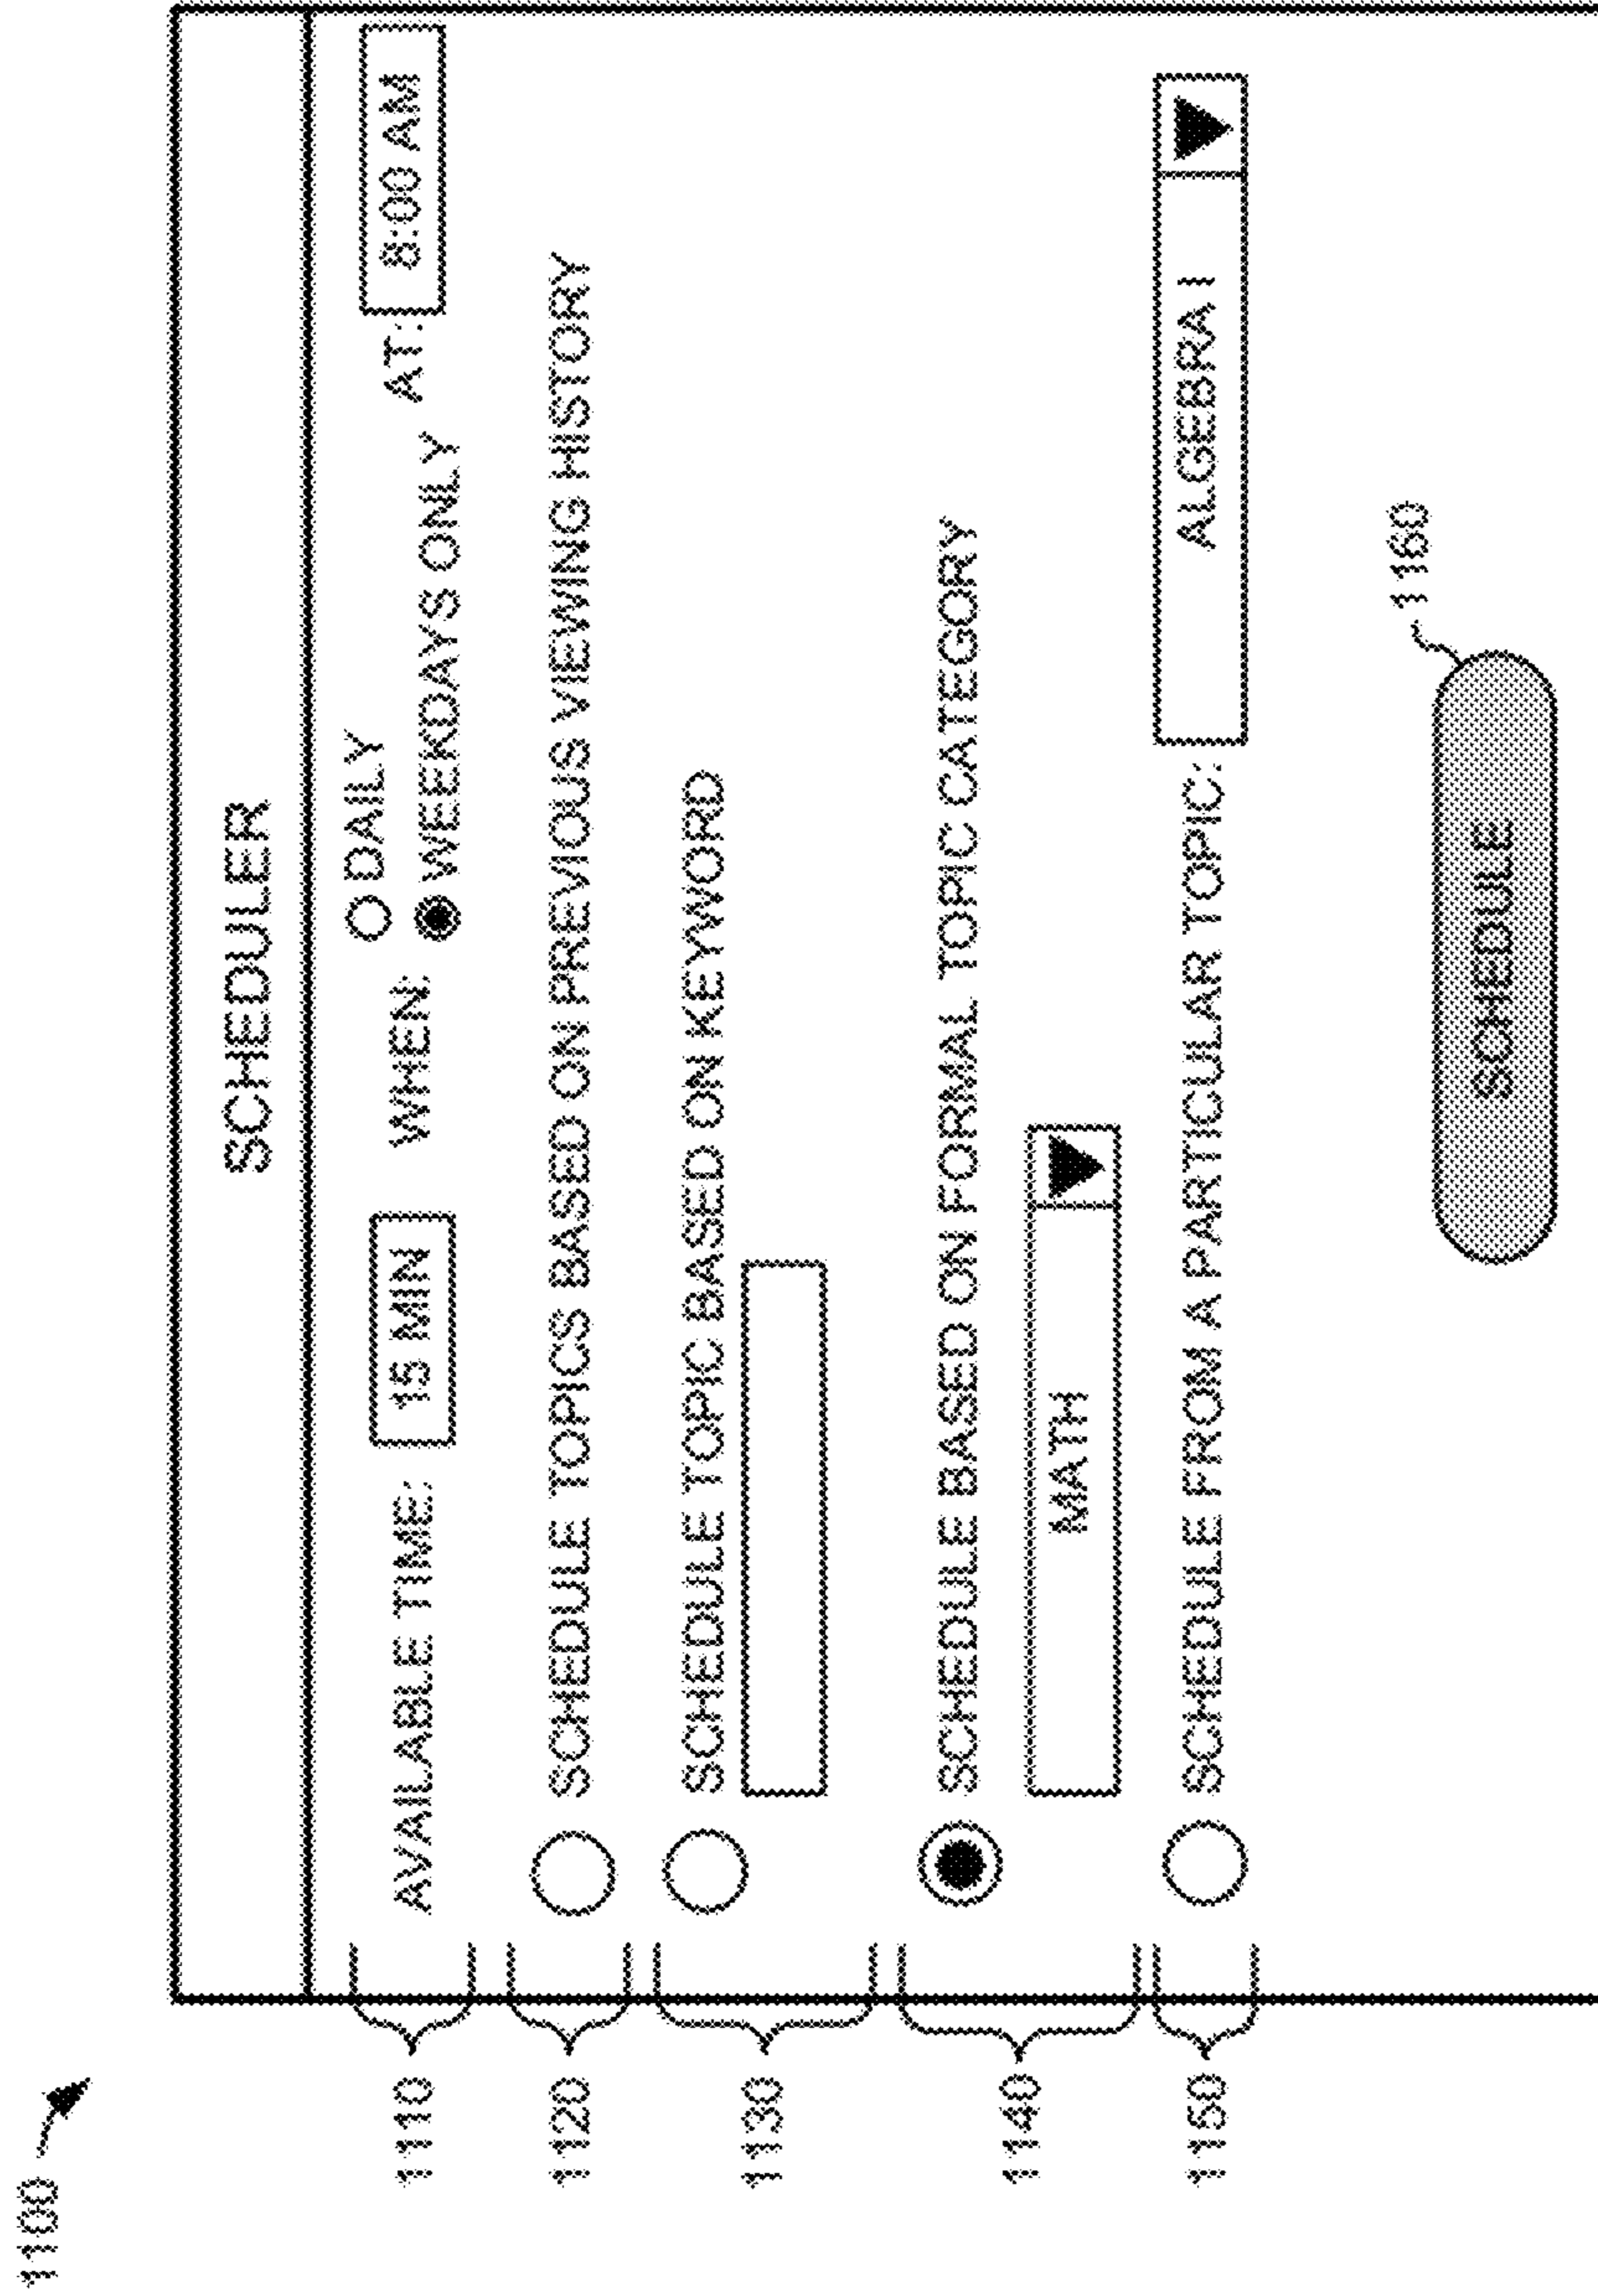 1100
SCHEDULER
1110
AVAILABLE TIME: 15 MIN WHEN: DAILY AT: 8:00 AM
WEEKDAYS ONLY
1120
SCHEDULE TOPICS BASED ON PREVIOUS VIEWING HISTORY
1130
SCHEDULE TOPIC BASED ON KEYWORD
1140
SCHEDULE BASED ON FORMAL TOPIC CATEGORY
MATH
1150
SCHEDULE FROM A PARTICULAR TOPIC: ALGEBRA I
1160
SCHEDULE